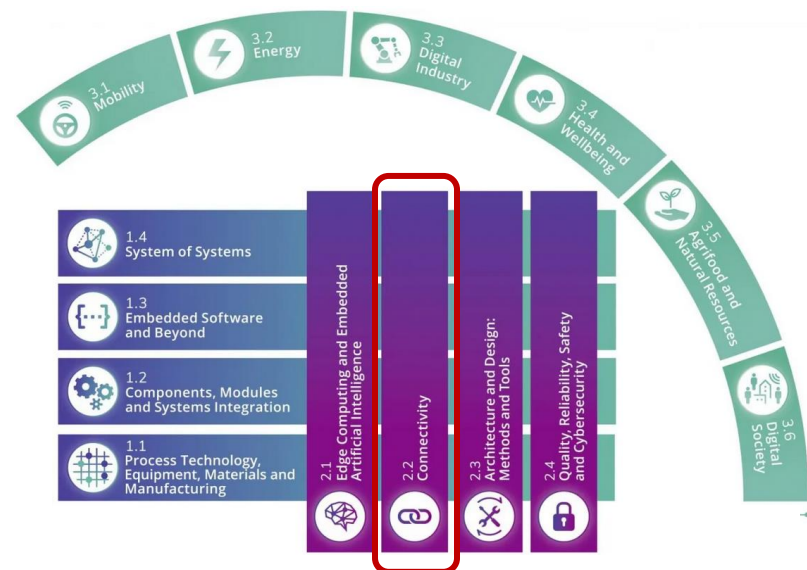 3.1
Mobility
3.2
Energy
3.3
Digital
Industry
3.4
Health and
Wellbeing
3.5
Agrifood and
Natural Resources
3.6
Digital
Society
1.4
System of Systems
1.3
Embedded Software
and Beyond
1.2
Components, Modules
and Systems Integration
1.1
Process Technology,
Equipment, Materials and
Manufacturing
2.1
Edge Computing and Embedded
Artificial Intelligence
2.2
Connectivity
2.3
Architecture and Design:
Methods and Tools
2.4
Quality, Reliability, Safety
and Cybersecurity